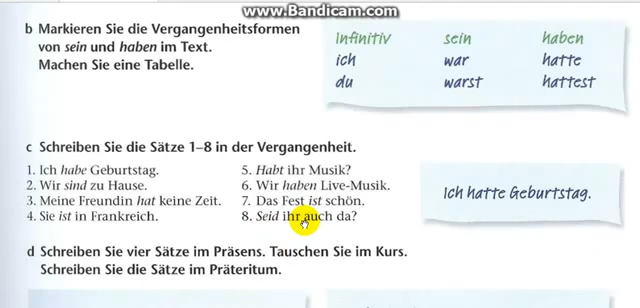 www.Bandicam.com
b Markieren Sie die Vergangenheitsformen
von sein und haben im Text.
Machen Sie eine Tabelle.
Infinitiv sein haben
ich war hatte
du warst hattest
c Schreiben Sie die Sätze 1–8 in der Vergangenheit.
1. Ich habe Geburtstag.
2. Wir sind zu Hause.
3. Meine Freundin hat keine Zeit.
4. Sie ist in Frankreich.
5. Habt ihr Musik?
6. Wir haben Live-Musik.
7. Das Fest ist schön.
8. Seid ihr auch da?
Ich hatte Geburtstag.
d Schreiben Sie vier Sätze im Präsens. Tauschen Sie im Kurs.
Schreiben Sie die Sätze im Präteritum.